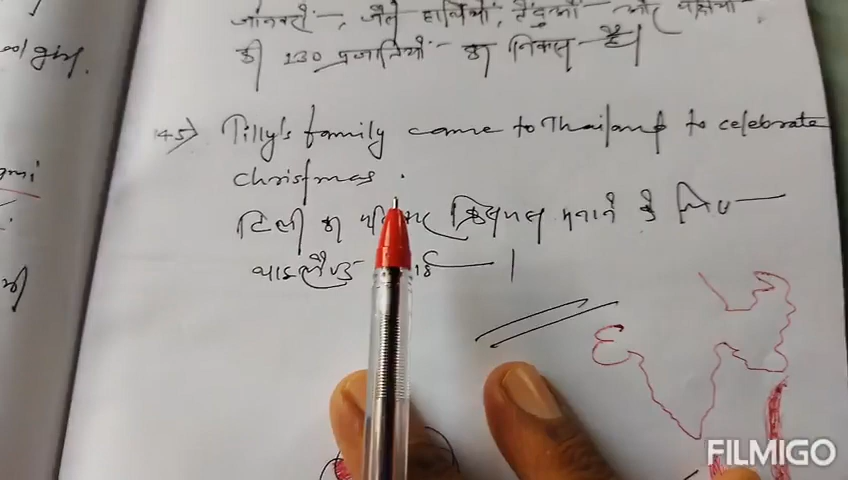 जानवरों, जैसे हाथियों, तेंदुओं और पक्षियों
की 130 प्रजातियों का निवास है।
45) Tilly's family came to Thailand to celebrate
christmas.
टिली का परिवार क्रिसमस मनाने के लिए
थाइलैण्ड आई ।
FILMIGO